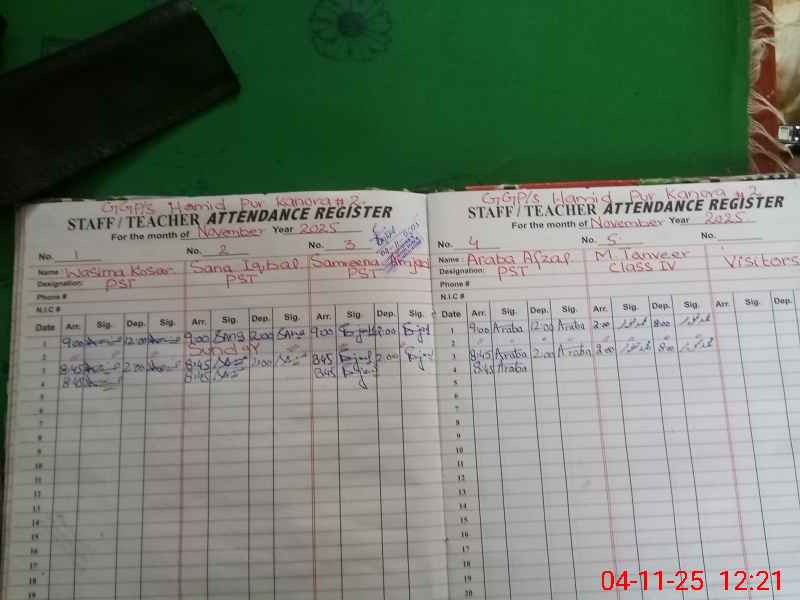 GGP/S Hamid Pur Kanora # 2.
STAFF / TEACHER ATTENDANCE REGISTER
For the month of November Year 2025
No. 1 No. 2 No. 3
Name Wasima Kosar Sana Iqbal Sameena Amjad
Designation: PST PST PST
Phone #
N.I.C #
Date Arr. Sig. Dep. Sig. Arr. Sig. Dep. Sig. Arr. Sig. Dep. Sig.
1 9:00 12:00 9:00 Sana 12:00 Sana 9:00 12:00
2 Sunday
3 8:45 2:00 8:45 2:00 8:45 2:00
4 8:45 8:45 8:45
5
6
7
8
9
10
11
12
13
14
15
16
17
18
19
GGP/S Hamid Pur Kanora # 2
STAFF / TEACHER ATTENDANCE REGISTER
For the month of November Year 2025
No. 4 No. 5 No.
Name : Araba Afzal M. Tanveer Visitors
Designation: PST Class IV
Phone #
N.I.C #
Date Arr. Sig. Dep. Sig. Arr. Sig. Dep. Sig. Arr. Sig. Dep.
1 9:00 Araba 12:00 Araba 2:00 8:00
2
3 8:45 Araba 2:00 Araba 2:00 8:00
4 8:45 Araba
5
6
7
8
9
10
11
12
13
14
15
16
17
18
19
20
04-11-25 12:21